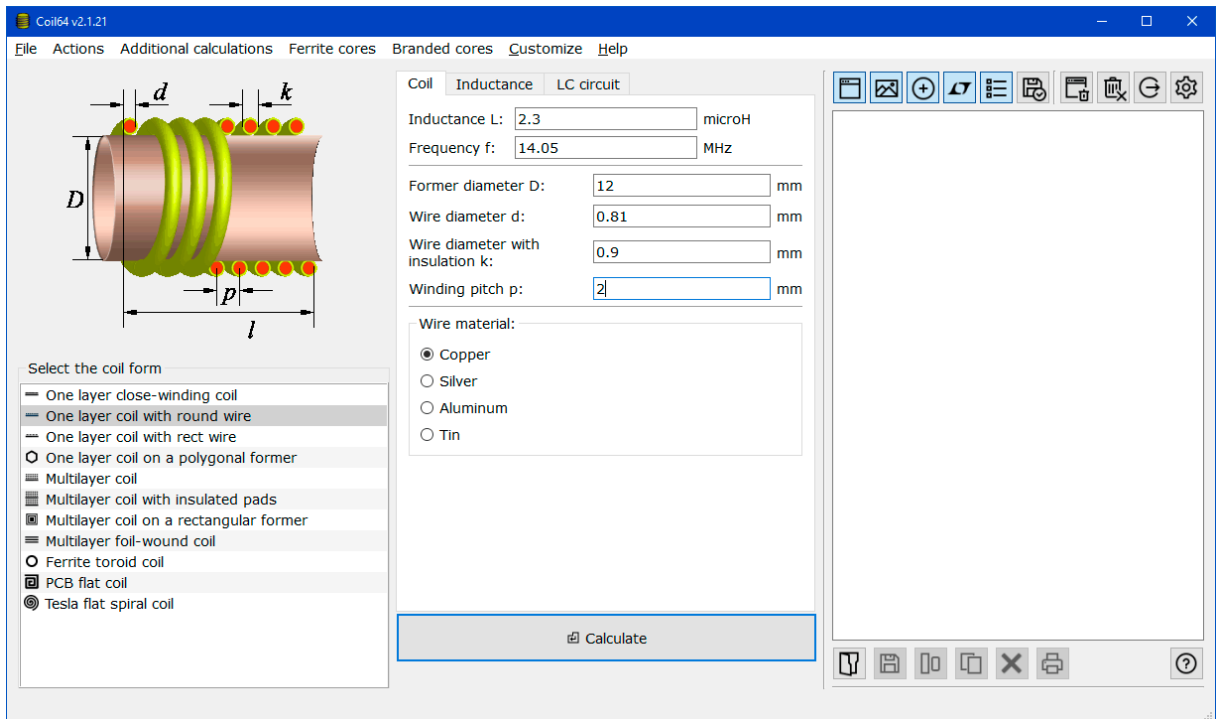 Coil64 v2.1.21
File Actions Additional calculations Ferrite cores Branded cores Customize Help
d
k
D
p
l
Select the coil form
One layer close-winding coil
One layer coil with round wire
One layer coil with rect wire
One layer coil on a polygonal former
Multilayer coil
Multilayer coil with insulated pads
Multilayer coil on a rectangular former
Multilayer foil-wound coil
Ferrite toroid coil
PCB flat coil
Tesla flat spiral coil
Coil Inductance LC circuit
Inductance L: 2.3 microH
Frequency f: 14.05 MHz
Former diameter D: 12 mm
Wire diameter d: 0.81 mm
Wire diameter with
insulation k: 0.9 mm
Winding pitch p: 2 mm
Wire material:
Copper
Silver
Aluminum
Tin
Calculate